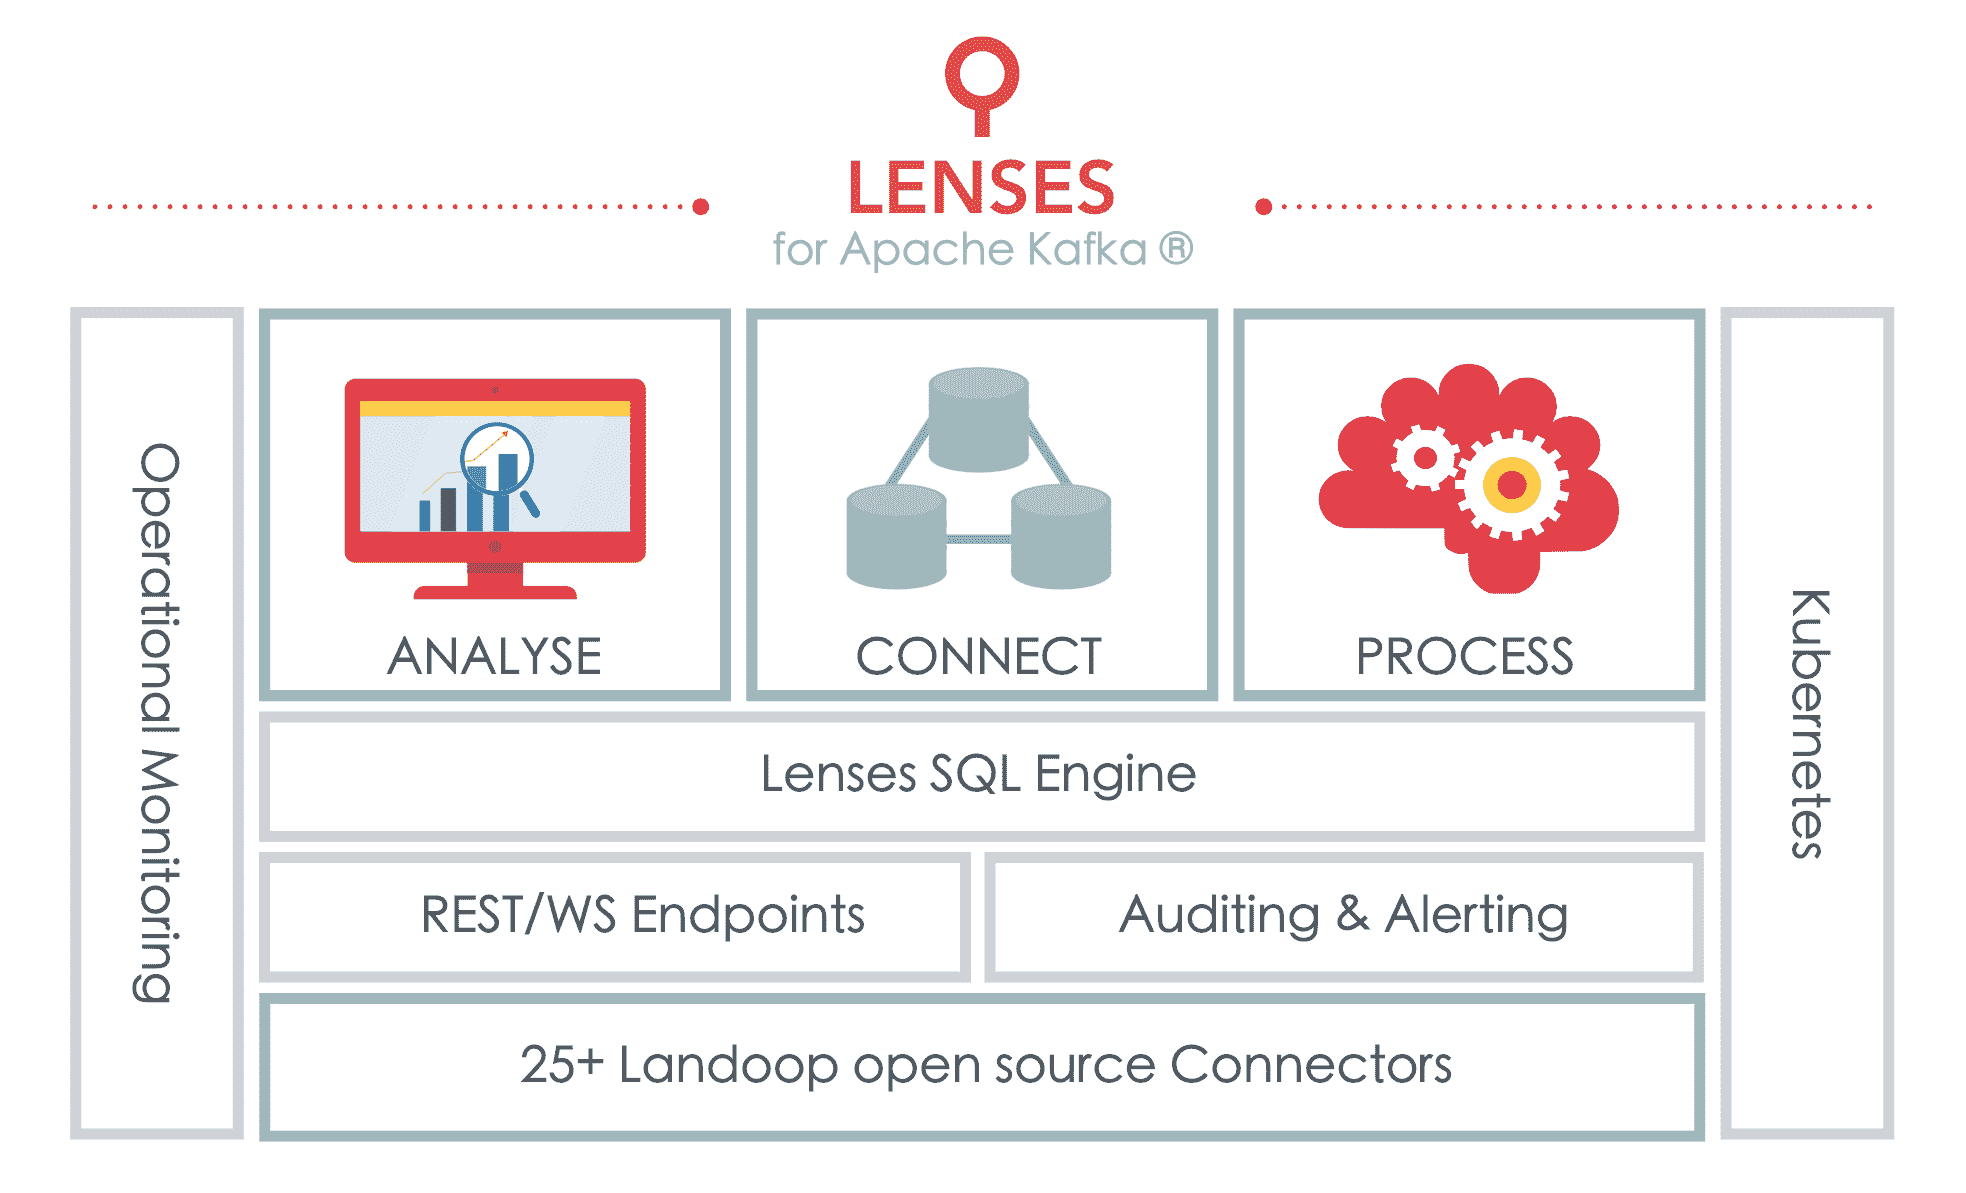 LENSES
for Apache Kafka ®
Operational Monitoring
ANALYSE
CONNECT
PROCESS
Kubernetes
Lenses SQL Engine
REST/WS Endpoints
Auditing & Alerting
25+ Landoop open source Connectors